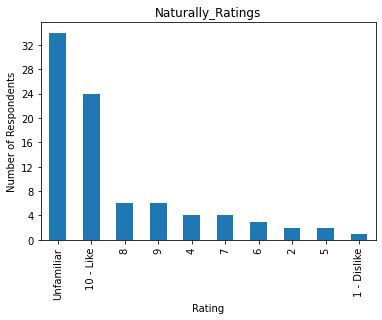 Naturally_Ratings
Number of Respondents
32
28
24
20
16
12
8
4
0
Unfamiliar
10 - Like
8
9
4
7
6
2
5
1 - Dislike
Rating